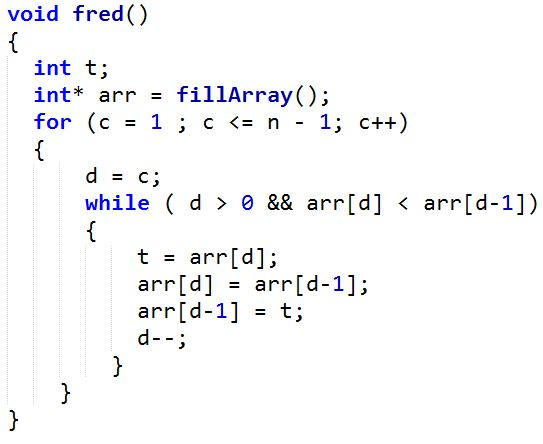 void fred()
{
int t;
int* arr = fillArray();
for (c = 1 ; c <= n - 1; c++)
{
d = c;
while ( d > 0 && arr[d] < arr[d-1])
{
t = arr[d];
arr[d] = arr[d-1];
arr[d-1] = t;
d--;
}
}
}